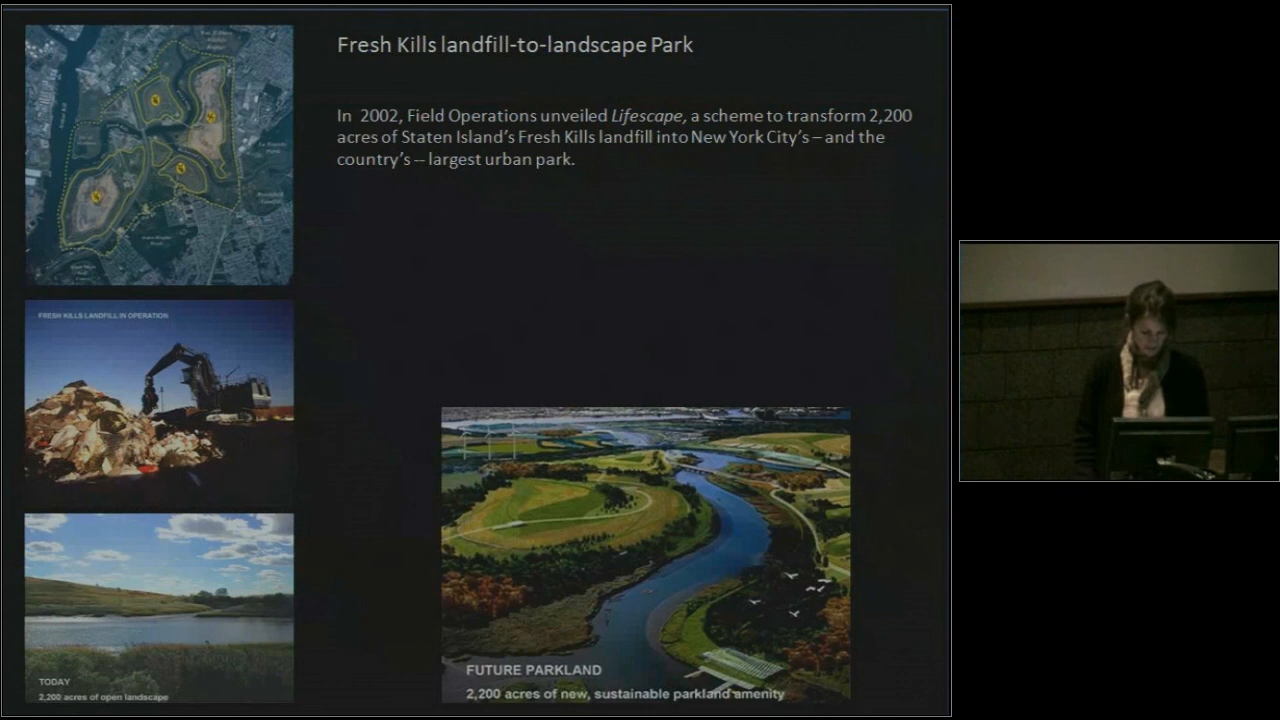 Fresh Kills landfill-to-landscape Park
In 2002, Field Operations unveiled Lifescape, a scheme to transform 2,200
acres of Staten Island's Fresh Kills landfill into New York City's – and the
country's -- largest urban park.
FRESH KILLS LANDFILL IN OPERATION
TODAY
2,200 acres of open landscape
FUTURE PARKLAND
2,200 acres of new, sustainable parkland amenity